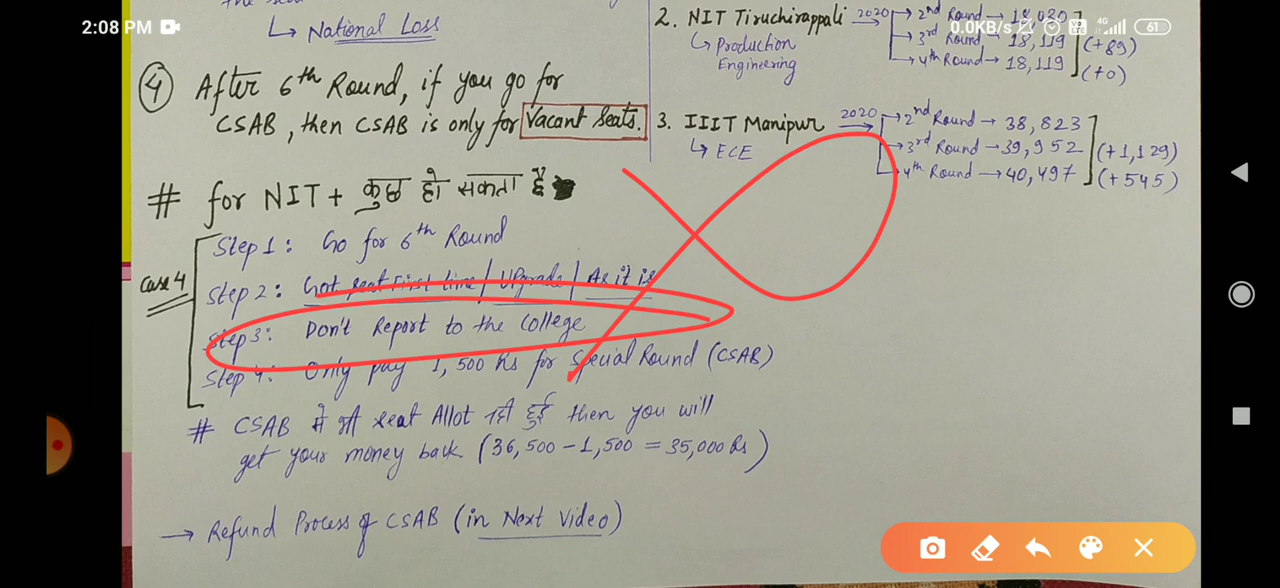 2:08 PM
0.0KB/s 4G 61
↳ National Loss
④ After 6th Round, if you go for
CSAB, then CSAB is only for Vacant Seats.
# for NIT+ कुछ हो सकता है
Case 4
Step 1: Go for 6th Round
Step 2: Got seat First time / Upgrade / As it is
Step 3: Don't Report to the College
Step 4: Only pay 1,500 Rs for Special Round (CSAB)
# CSAB में भी seat Allot नही हुई then you will
get your money back (36,500 - 1,500 = 35,000 Rs)
→ Refund Process of CSAB (in Next Video)
2. NIT Tiruchirappali 2020 → 2nd Round →
↳ Production
Engineering
→ 3rd Round → 18,119 (+89)
→ 4th Round → 18,119 (+0)
3. IIIT Manipur 2020 → 2nd Round → 38,823
↳ ECE
→ 3rd Round → 39,952 (+1,129)
→ 4th Round → 40,497 (+545)